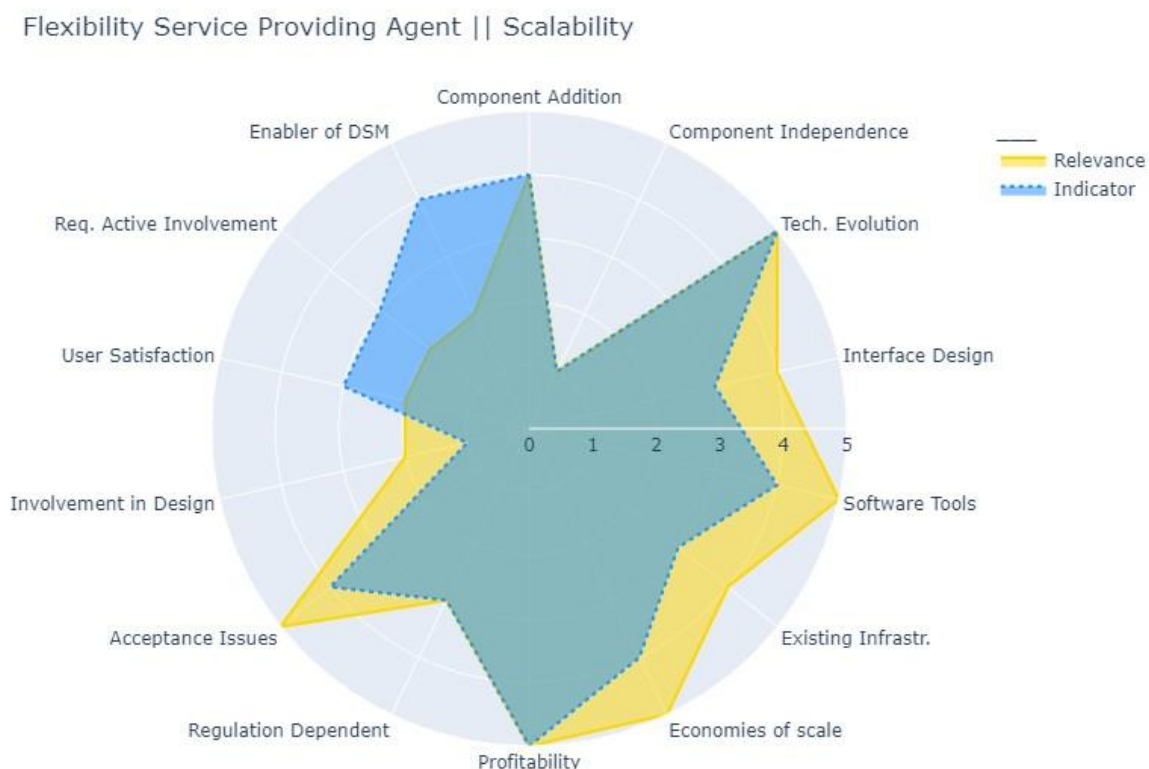 Flexibility Service Providing Agent || Scalability
Component Addition
Enabler of DSM
Component Independence
Relevance
Indicator
Req. Active Involvement
Tech. Evolution
User Satisfaction
Interface Design
0 1 2 3 4 5
Involvement in Design
Software Tools
Acceptance Issues
Existing Infrastr.
Regulation Dependent
Economies of scale
Profitability